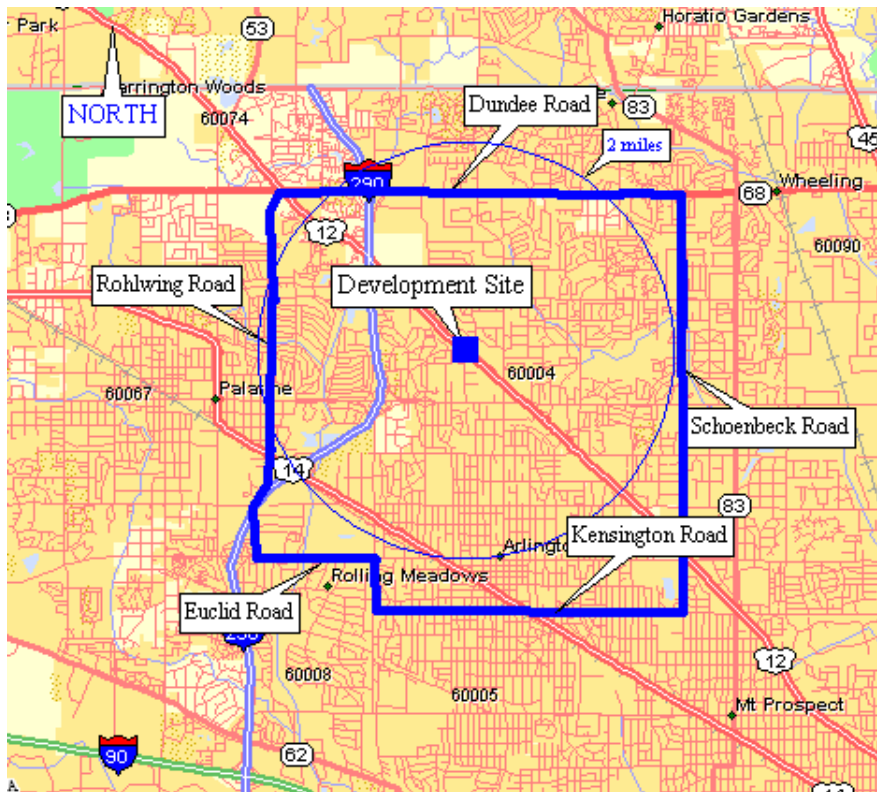 Horatio Gardens
r Park
53
NORTH
arrington Woods
60074
Dundee Road
83
45
2 miles
290
68
Wheeling
12
60090
Rohlwing Road
Development Site
60004
60067
Palatine
Schoenbeck Road
14
83
Arlingt
Kensington Road
Rolling Meadows
Euclid Road
12
60008
60005
Mt Prospect
90
62